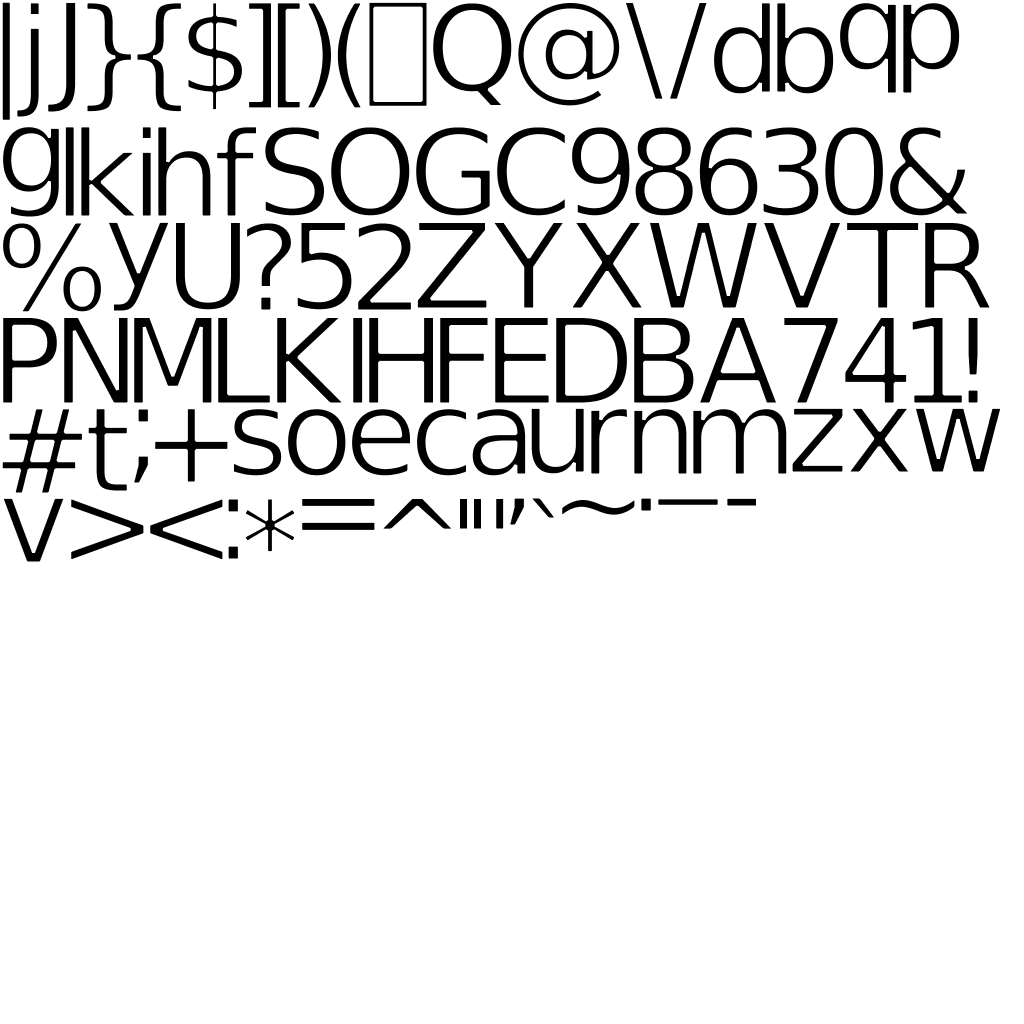 |jJ}{$][)(□Q@\/dbqp
glkihfSOGC98630&
%yU?52ZYXWVTR
PNMLKIHFEDBA741!
#t;+soecaurnmzxw
v><:*=^"',`~._-